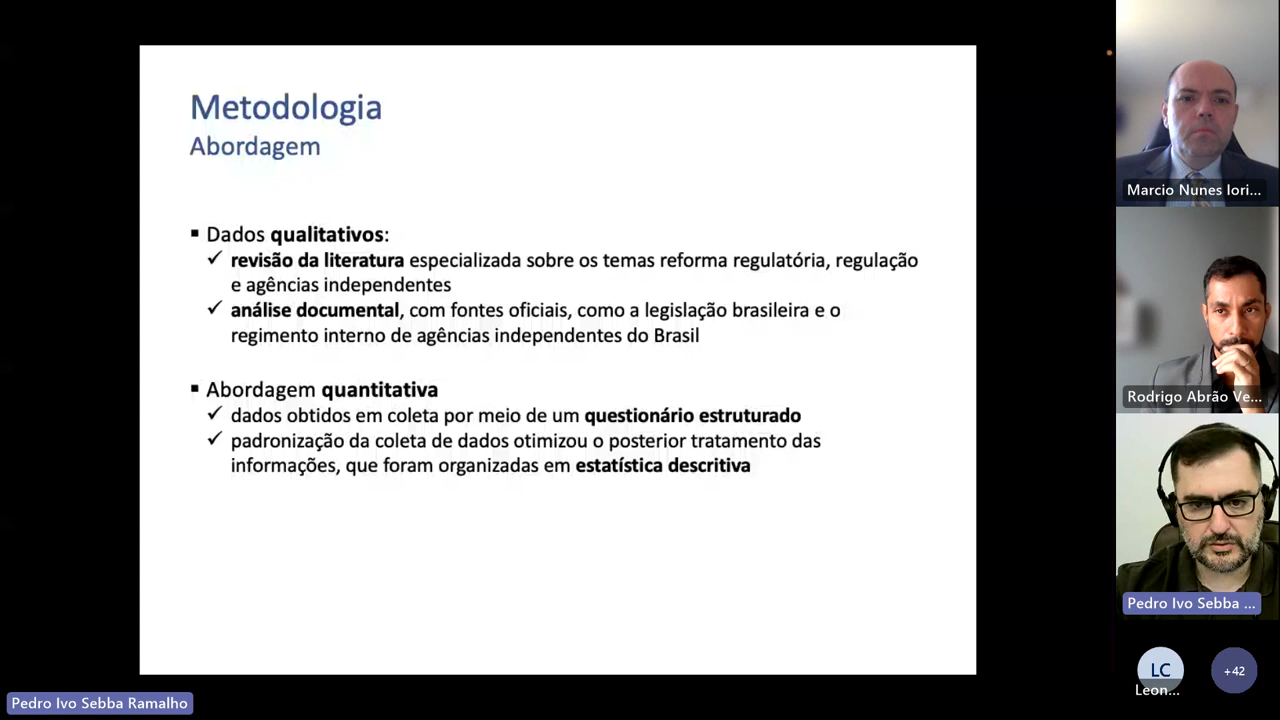 Metodologia
Abordagem
▪ Dados qualitativos:
✓ revisão da literatura especializada sobre os temas reforma regulatória, regulação
e agências independentes
✓ análise documental, com fontes oficiais, como a legislação brasileira e o
regimento interno de agências independentes do Brasil
▪ Abordagem quantitativa
✓ dados obtidos em coleta por meio de um questionário estruturado
✓ padronização da coleta de dados otimizou o posterior tratamento das
informações, que foram organizadas em estatística descritiva
Marcio Nunes Iori...
Rodrigo Abrão Ve...
Pedro Ivo Sebba ...
LC
+42
Leon...
Pedro Ivo Sebba Ramalho